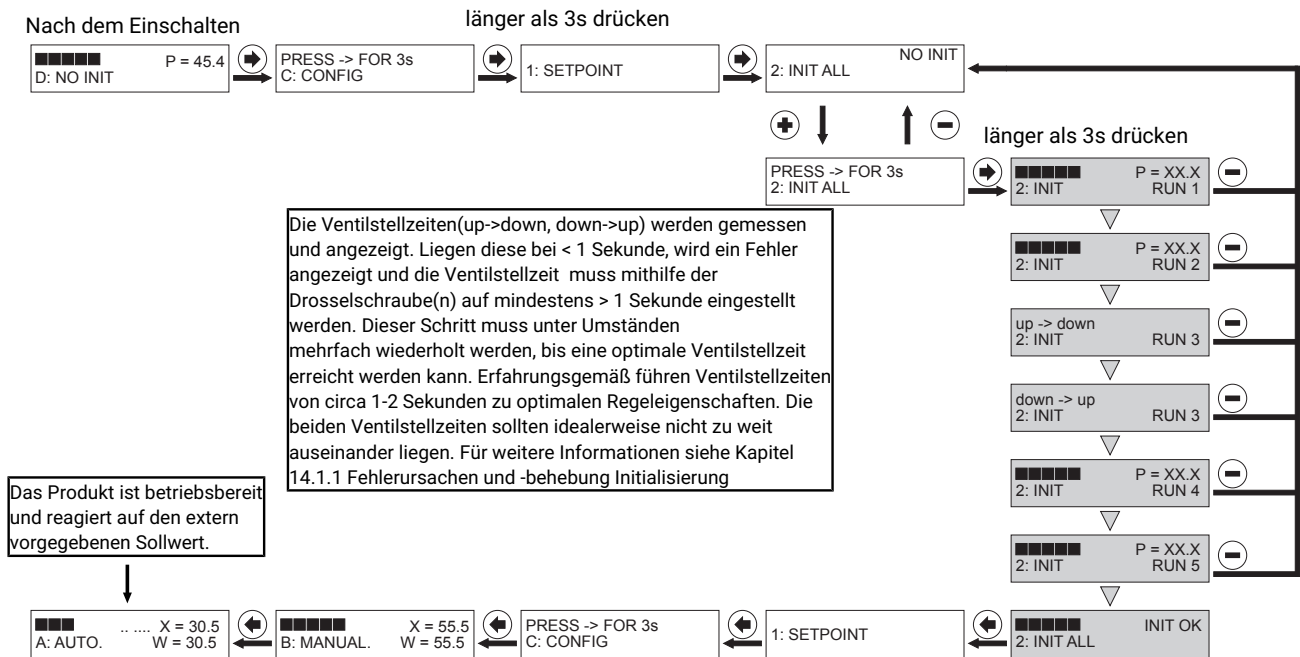 Nach dem Einschalten
länger als 3s drücken
P = 45.4
D: NO INIT
PRESS -> FOR 3s
C: CONFIG
1: SETPOINT
NO INIT
2: INIT ALL
länger als 3s drücken
PRESS -> FOR 3s
2: INIT ALL
P = XX.X
2: INIT RUN 1
P = XX.X
2: INIT RUN 2
up -> down
2: INIT RUN 3
down -> up
2: INIT RUN 3
P = XX.X
2: INIT RUN 4
P = XX.X
2: INIT RUN 5
Die Ventilstellzeiten(up->down, down->up) werden gemessen
und angezeigt. Liegen diese bei < 1 Sekunde, wird ein Fehler
angezeigt und die Ventilstellzeit muss mithilfe der
Drosselschraube(n) auf mindestens > 1 Sekunde eingestellt
werden. Dieser Schritt muss unter Umständen
mehrfach wiederholt werden, bis eine optimale Ventilstellzeit
erreicht werden kann. Erfahrungsgemäß führen Ventilstellzeiten
von circa 1-2 Sekunden zu optimalen Regeleigenschaften. Die
beiden Ventilstellzeiten sollten idealerweise nicht zu weit
auseinander liegen. Für weitere Informationen siehe Kapitel
14.1.1 Fehlerursachen und -behebung Initialisierung
Das Produkt ist betriebsbereit
und reagiert auf den extern
vorgegebenen Sollwert.
.. .... X = 30.5
A: AUTO. W = 30.5
X = 55.5
B: MANUAL. W = 55.5
PRESS -> FOR 3s
C: CONFIG
1: SETPOINT
INIT OK
2: INIT ALL